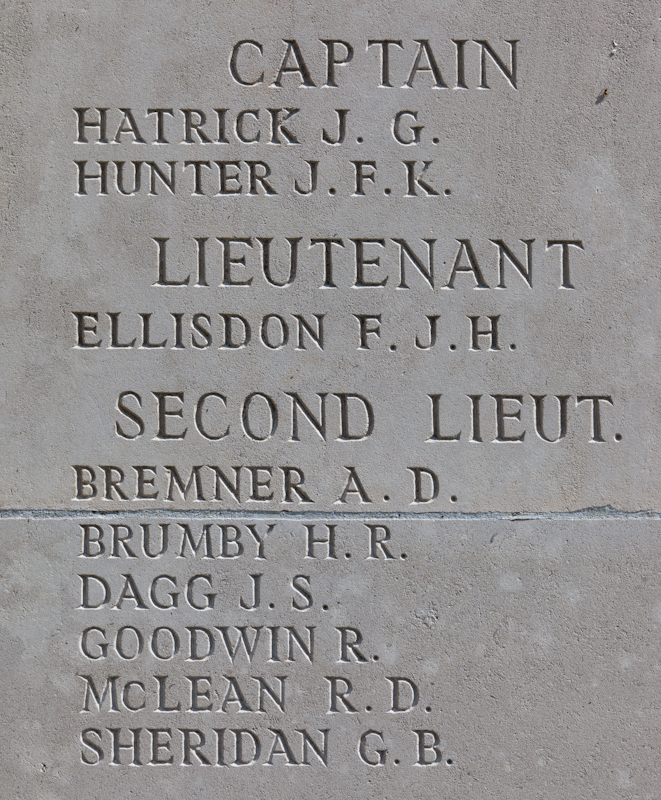 CAPTAIN
HATRICK J. G.
HUNTER J. F. K.
LIEUTENANT
ELLISDON F. J. H.
SECOND LIEUT.
BREMNER A. D.
BRUMBY H. R.
DAGG J. S.
GOODWIN R.
McLEAN R. D.
SHERIDAN G. B.